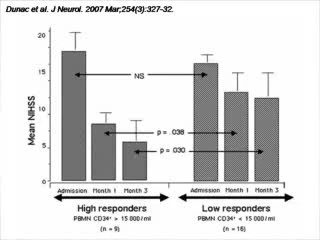 Dunac et al. J Neurol. 2007 Mar;254(3):327-32.
Mean NIHSS
20
15
10
5
0
NS
p = .038
p = .030
Admission Month 1 Month 3
Admission Month 1 Month 3
High responders
PBMN CD34+ > 15 000/ml
(n = 9)
Low responders
PBMN CD34+ < 15 000/ml
(n = 16)